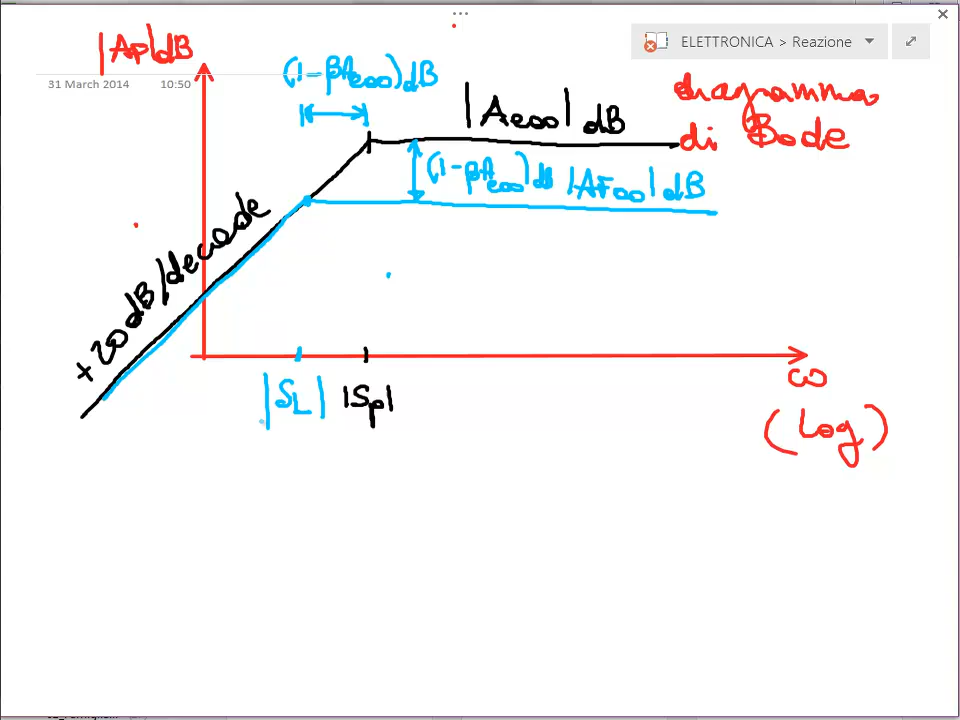 ELETTRONICA > Reazione
|Ap|dB
31 March 2014 10:50
(1-βAe∞)dB
|Ae∞|dB
diagramma
di Bode
(1-βAe∞)dB
|AF∞|dB
+20dB/decade
|SL|
|Sp|
ω
(Log)